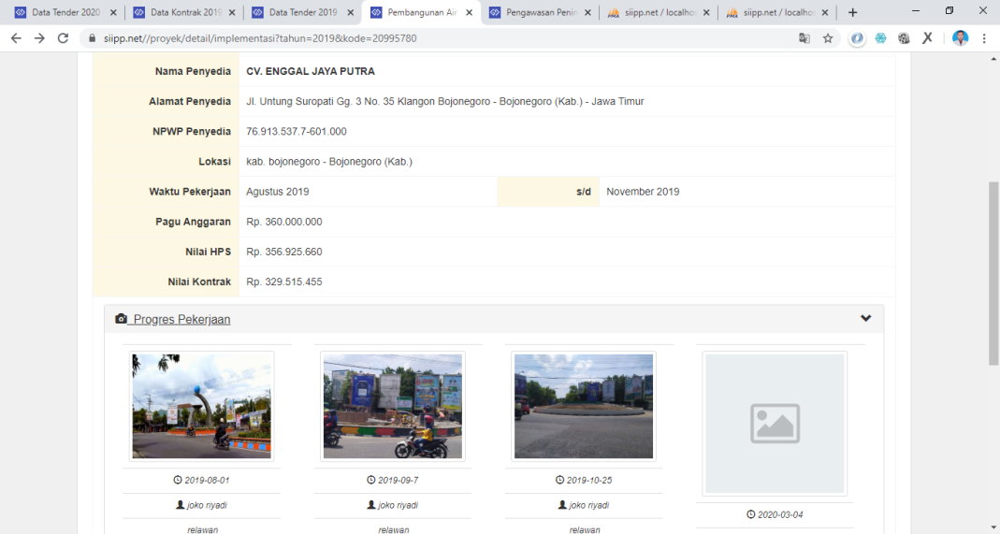 Data Tender 2020
Data Kontrak 2019
Data Tender 2019
Pembangunan Air
Pengawasan Penin
siipp.net / localhos
siipp.net / localhos
siipp.net//proyek/detail/implementasi?tahun=2019&kode=20995780
Nama Penyedia CV. ENGGAL JAYA PUTRA
Alamat Penyedia Jl. Untung Suropati Gg. 3 No. 35 Klangon Bojonegoro - Bojonegoro (Kab.) - Jawa Timur
NPWP Penyedia 76.913.537.7-601.000
Lokasi kab. bojonegoro - Bojonegoro (Kab.)
Waktu Pekerjaan Agustus 2019 s/d November 2019
Pagu Anggaran Rp. 360.000.000
Nilai HPS Rp. 356.925.660
Nilai Kontrak Rp. 329.515.455
Progres Pekerjaan
2019-08-01
joko riyadi
relawan
2019-09-7
joko riyadi
relawan
2019-10-25
joko riyadi
relawan
2020-03-04